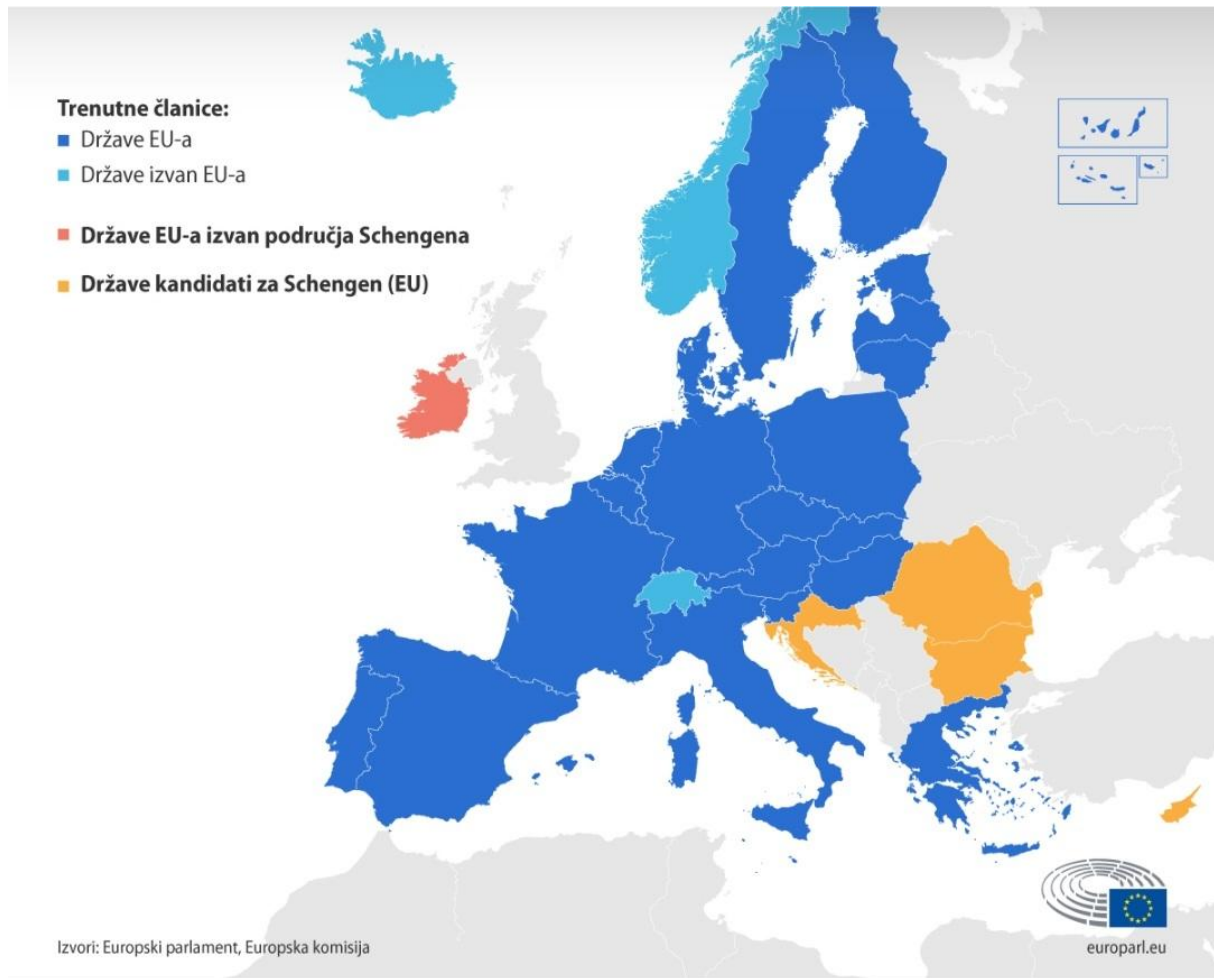 Trenutne članice:
Države EU-a
Države izvan EU-a
Države EU-a izvan područja Schengena
Države kandidati za Schengen (EU)
Izvori: Europski parlament, Europska komisija
europarl.eu